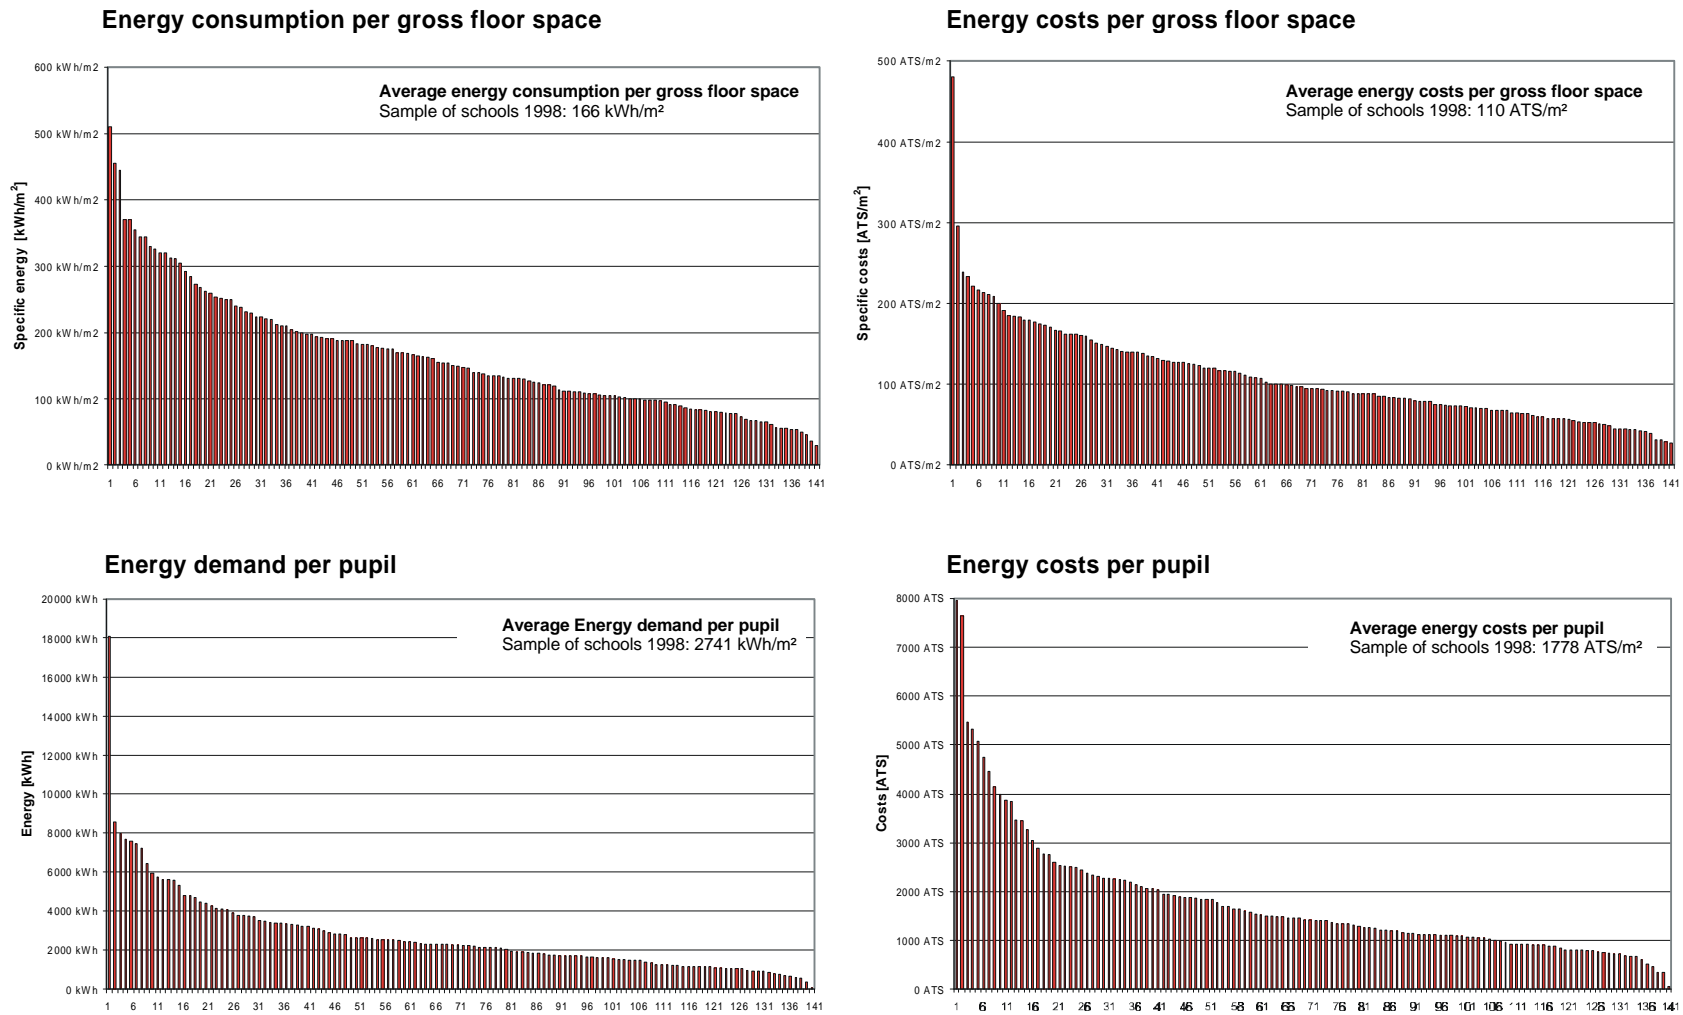 Energy consumption per gross floor space
600 kWh/m2
500 kWh/m2
400 kWh/m2
300 kWh/m2
200 kWh/m2
100 kWh/m2
0 kWh/m2
Specific energy [kWh/m²]
Average energy consumption per gross floor space
Sample of schools 1998: 166 kWh/m²
1 6 11 16 21 26 31 36 41 46 51 56 61 66 71 76 81 86 91 96 101 106 111 116 121 126 131 136 141
Energy costs per gross floor space
500 ATS/m2
400 ATS/m2
300 ATS/m2
200 ATS/m2
100 ATS/m2
0 ATS/m2
Specific costs [ATS/m²]
Average energy costs per gross floor space
Sample of schools 1998: 110 ATS/m²
1 6 11 16 21 26 31 36 41 46 51 56 61 66 71 76 81 86 91 96 101 106 111 116 121 126 131 136 141
Energy demand per pupil
20000 kWh
18000 kWh
16000 kWh
14000 kWh
12000 kWh
10000 kWh
8000 kWh
6000 kWh
4000 kWh
2000 kWh
0 kWh
Energy [kWh]
Average Energy demand per pupil
Sample of schools 1998: 2741 kWh/m²
1 6 11 16 21 26 31 36 41 46 51 56 61 66 71 76 81 86 91 96 101 106 111 116 121 126 131 136 141
Energy costs per pupil
8000 ATS
7000 ATS
6000 ATS
5000 ATS
4000 ATS
3000 ATS
2000 ATS
1000 ATS
0 ATS
Costs [ATS]
Average energy costs per pupil
Sample of schools 1998: 1778 ATS/m²
1 6 11 16 21 26 31 36 41 46 51 61 71 81 86 91 96 101 106 111 116 121 131 141